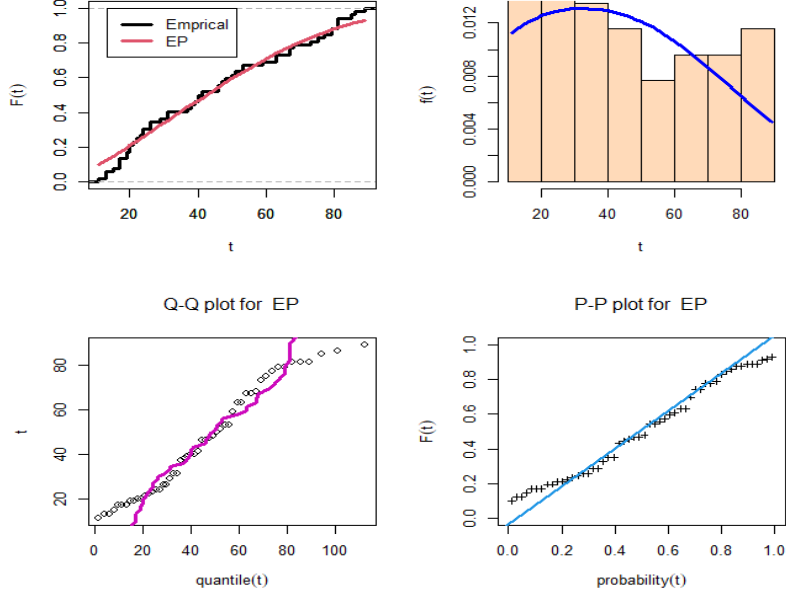 Emprical
EP
F(t)
0.0 0.2 0.4 0.6 0.8 1.0
20 40 60 80
t
f(t)
0.000 0.004 0.008 0.012
20 40 60 80
t
Q-Q plot for EP
t
20 40 60 80
0 20 40 60 80 100
quantile(t)
P-P plot for EP
F(t)
0.0 0.2 0.4 0.6 0.8 1.0
0.0 0.2 0.4 0.6 0.8 1.0
probability(t)